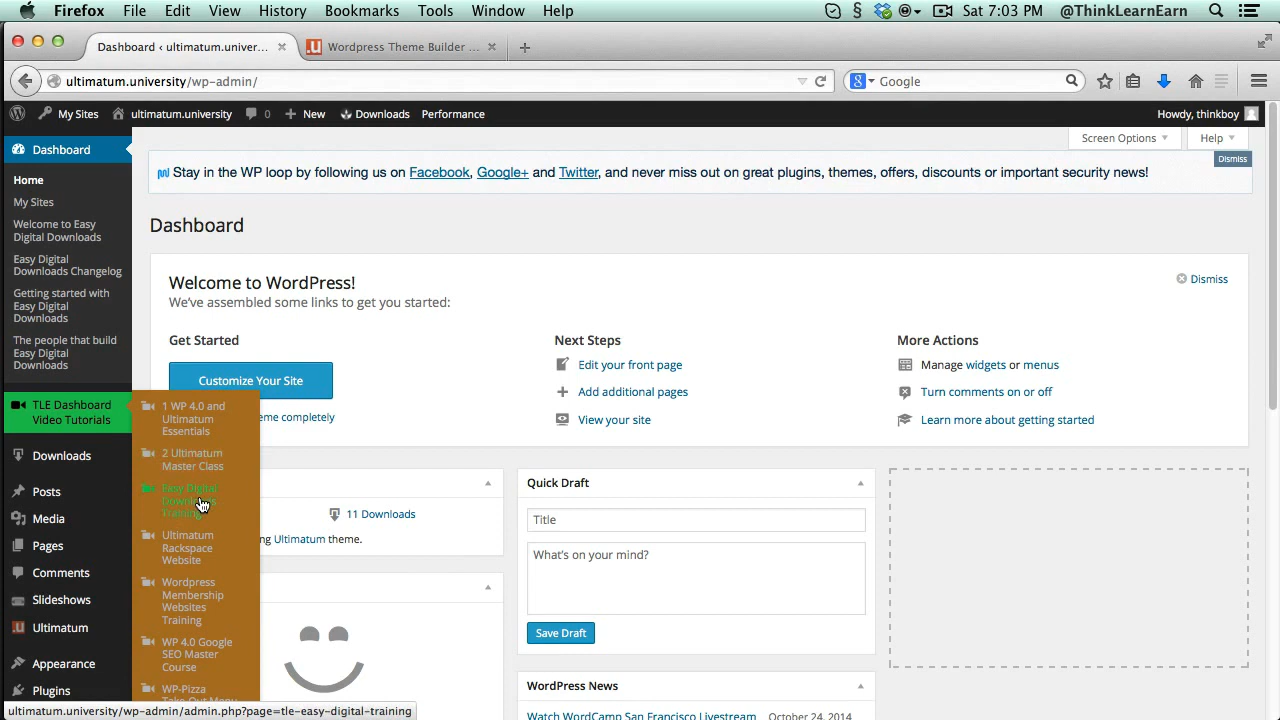 Firefox File Edit View History Bookmarks Tools Window Help Sat 7:03 PM @ThinkLearnEarn
Dashboard ‹ ultimatum.univer...
Wordpress Theme Builder ...
ultimatum.university/wp-admin/
Google
My Sites ultimatum.university 0 New Downloads Performance Howdy, thinkboy
Screen Options Help
Dismiss
Stay in the WP loop by following us on Facebook, Google+ and Twitter, and never miss out on great plugins, themes, offers, discounts or important security news!
Dashboard
Home
My Sites
Welcome to Easy
Digital Downloads
Easy Digital
Downloads Changelog
Getting started with
Easy Digital
Downloads
The people that build
Easy Digital
Downloads
TLE Dashboard
Video Tutorials
Downloads
Posts
Media
Pages
Comments
Slideshows
Ultimatum
Appearance
Plugins
1 WP 4.0 and
Ultimatum
Essentials
2 Ultimatum
Master Class
Easy Digital
Downloads
Training
Ultimatum
Rackspace
Website
Wordpress
Membership
Websites
Training
WP 4.0 Google
SEO Master
Course
WP-Pizza
Take-Out Menu
Dashboard
Welcome to WordPress!
We've assembled some links to get you started:
Dismiss
Get Started
Customize Your Site
eme completely
Next Steps
Edit your front page
Add additional pages
View your site
More Actions
Manage widgets or menus
Turn comments on or off
Learn more about getting started
11 Downloads
ng Ultimatum theme.
Quick Draft
Title
What's on your mind?
Save Draft
WordPress News
Watch WordCamp San Francisco Livestream October 24, 2014
ultimatum.university/wp-admin/admin.php?page=tle-easy-digital-training